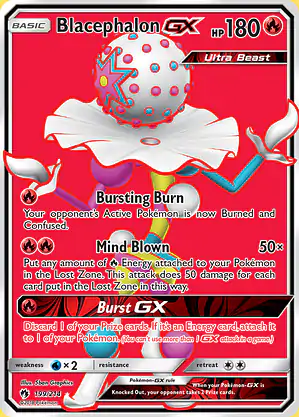 BASIC Blacephalon GX HP 180
Ultra Beast
Bursting Burn
Your opponent's Active Pokémon is now Burned and
Confused.
Mind Blown 50×
Put any amount of Energy attached to your Pokémon
in the Lost Zone. This attack does 50 damage for each
card put in the Lost Zone in this way.
Burst GX
Discard 1 of your Prize cards. If it's an Energy card, attach it
to 1 of your Pokémon. (You can't use more than 1 GX attack in a game.)
weakness ×2 resistance retreat
Illus. 5ban Graphics
Pokémon-GX rule
199/214
When your Pokémon-GX is
Knocked Out, your opponent takes 2 Prize cards.